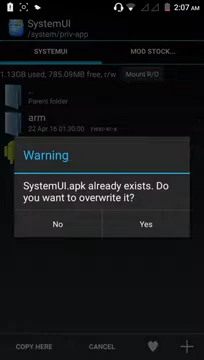 2:07 AM
SystemUI
/system/priv-app
SYSTEMUI MOD STOCK...
1.13GB used, 785.09MB free, r/w Mount R/O
..
Parent folder
arm
22 Apr 16 01:30:00 rwxr-xr-x
Warning
SystemUI.apk already exists. Do
you want to overwrite it?
No Yes
COPY HERE CANCEL